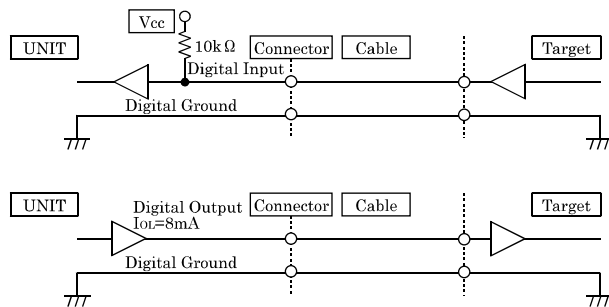 Vcc
UNIT
10kΩ
Connector
Cable
Target
Digital Input
Digital Ground
UNIT
Digital Output
Connector
Cable
Target
IOL=8mA
Digital Ground